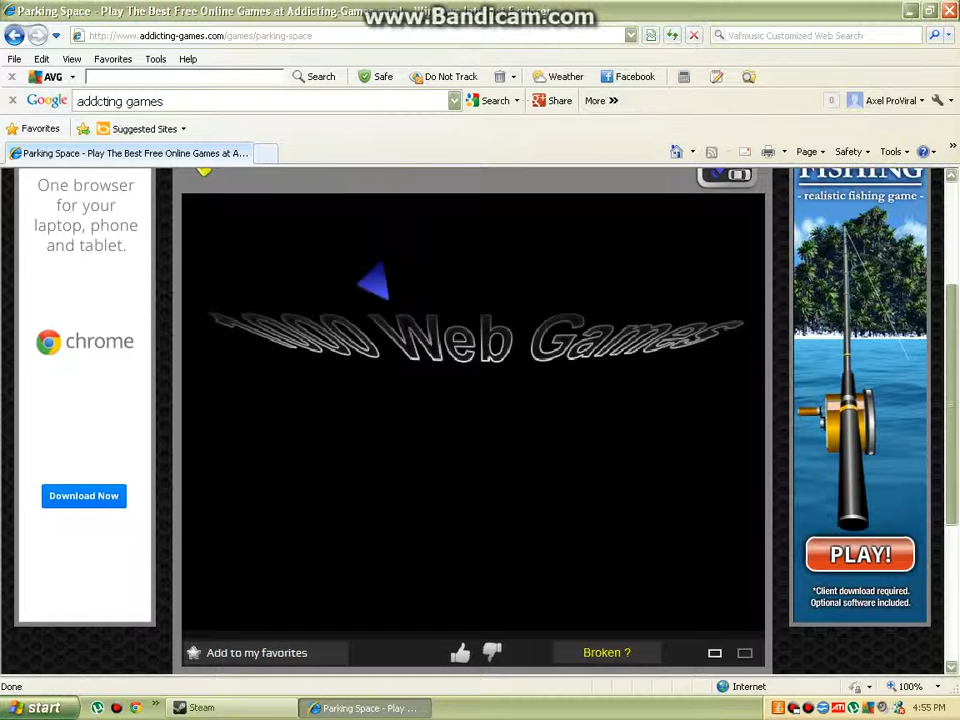 Parking Space - Play The Best Free Online Games at Addicting Games
www.Bandicam.com
http://www.addicting-games.com/games/parking-space
Vafmusic Customized Web Search
File Edit View Favorites Tools Help
AVG Search Safe Do Not Track Weather Facebook
Google addcting games Search Share More » 0 Axel ProViral
Favorites Suggested Sites
Parking Space - Play The Best Free Online Games at A...
Page Safety Tools
One browser
for your
laptop, phone
and tablet.
chrome
Download Now
1000 Web Games
FISHING
- realistic fishing game -
PLAY!
*Client download required.
Optional software included.
Add to my favorites
Broken ?
Done Internet 100%
start Steam Parking Space - Play ... ATI 4:55 PM